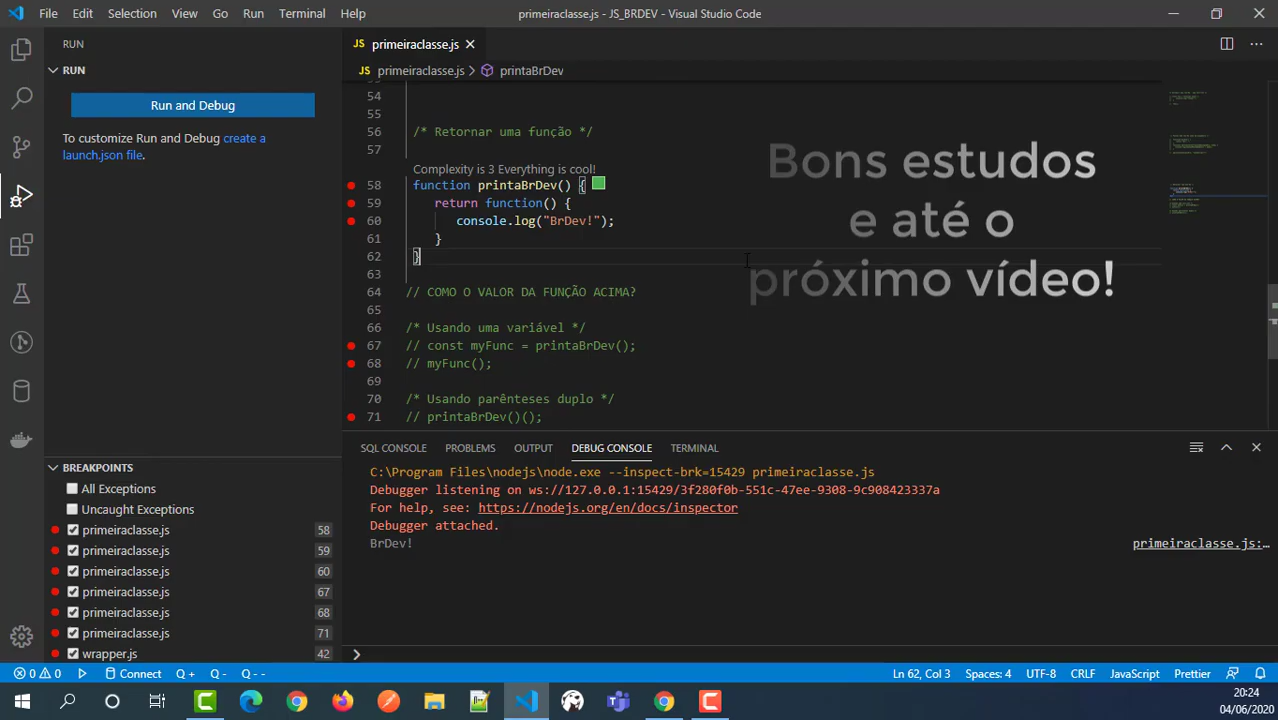 File Edit Selection View Go Run Terminal Help
primeiraclasse.js - JS_BRDEV - Visual Studio Code
RUN
RUN
Run and Debug
To customize Run and Debug create a
launch.json file.
JS primeiraclasse.js
JS primeiraclasse.js > printaBrDev
54
55
56 /* Retornar uma função */
57
Complexity is 3 Everything is cool!
58 function printaBrDev() {
59 return function() {
60 console.log("BrDev!");
61 }
62 }
63
64 // COMO O VALOR DA FUNÇÃO ACIMA?
65
66 /* Usando uma variável */
67 // const myFunc = printaBrDev();
68 // myFunc();
69
70 /* Usando parênteses duplo */
71 // printaBrDev()();
Bons estudos
e até o
próximo vídeo!
BREAKPOINTS
All Exceptions
Uncaught Exceptions
primeiraclasse.js 58
primeiraclasse.js 59
primeiraclasse.js 60
primeiraclasse.js 67
primeiraclasse.js 68
primeiraclasse.js 71
wrapper.js 42
SQL CONSOLE PROBLEMS OUTPUT DEBUG CONSOLE TERMINAL
C:\Program Files\nodejs\node.exe --inspect-brk=15429 primeiraclasse.js
Debugger listening on ws://127.0.0.1:15429/3f280f0b-551c-47ee-9308-9c908423337a
For help, see: https://nodejs.org/en/docs/inspector
Debugger attached.
BrDev! primeiraclasse.js:…
0 0 Connect Q + Q - Q - - Ln 62, Col 3 Spaces: 4 UTF-8 CRLF JavaScript Prettier
20:24
04/06/2020